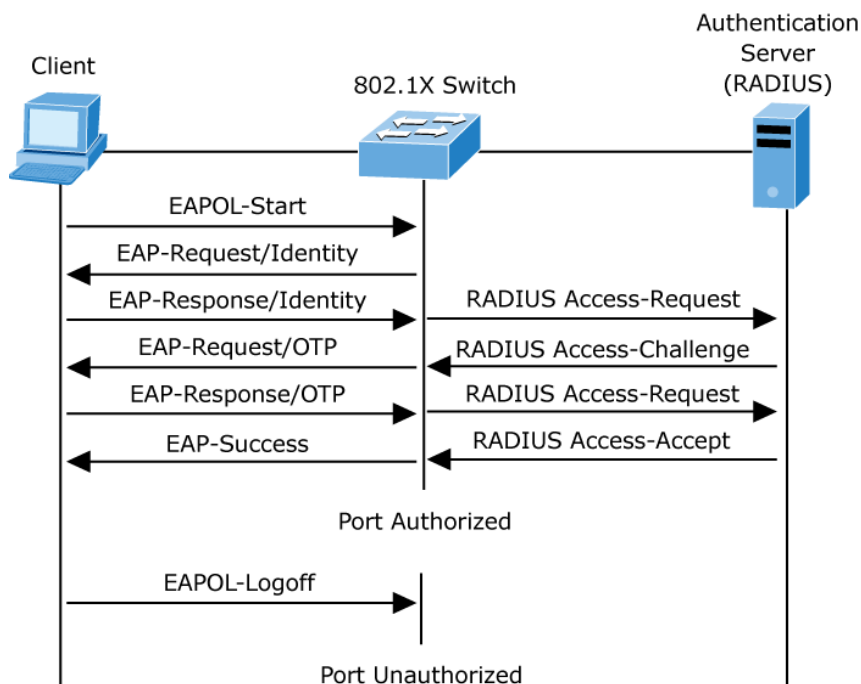 Authentication
Server
(RADIUS)
Client
802.1X Switch
EAPOL-Start
EAP-Request/Identity
EAP-Response/Identity
RADIUS Access-Request
EAP-Request/OTP
RADIUS Access-Challenge
EAP-Response/OTP
RADIUS Access-Request
EAP-Success
RADIUS Access-Accept
Port Authorized
EAPOL-Logoff
Port Unauthorized